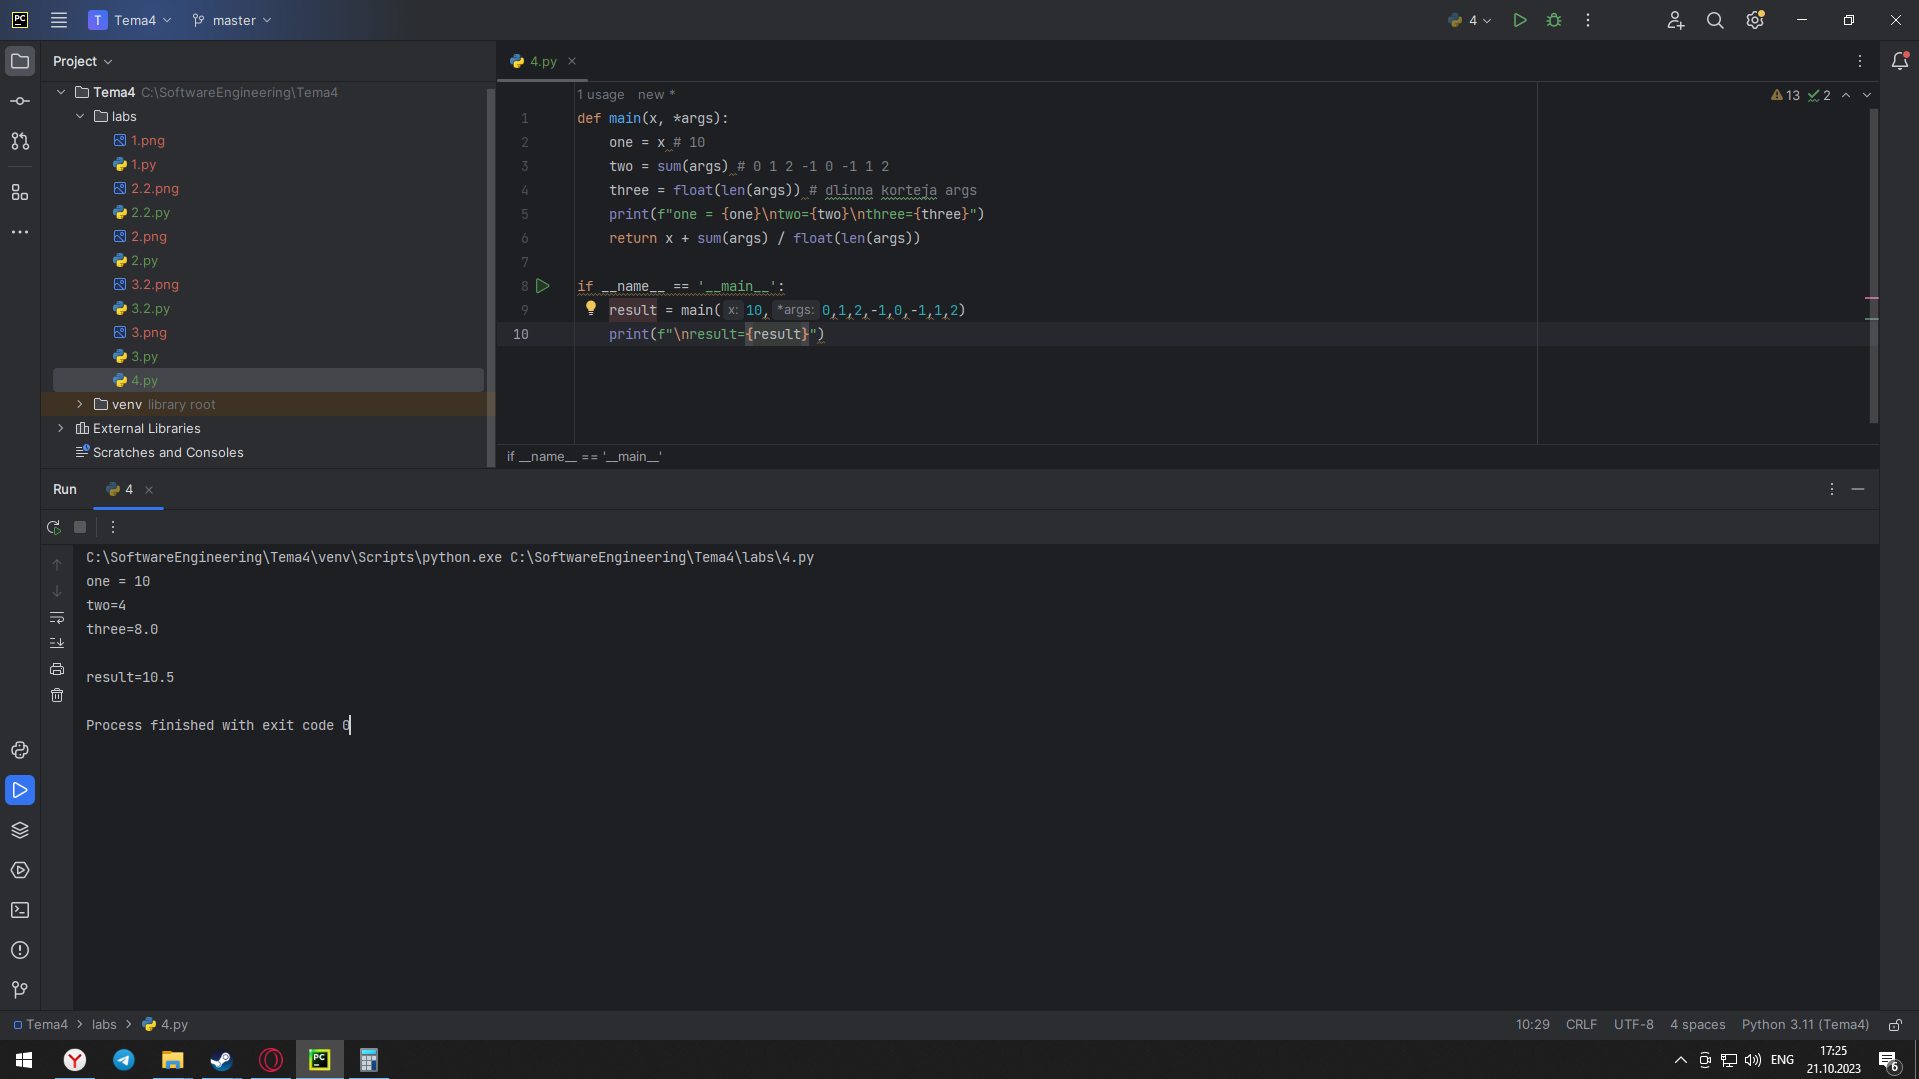 PC
T Tema4 master 4
Project
4.py
Tema4 C:\SoftwareEngineering\Tema4
labs
1.png
1.py
2.2.png
2.2.py
2.png
2.py
3.2.png
3.2.py
3.png
3.py
4.py
venv library root
External Libraries
Scratches and Consoles
1 usage new *
13 2
1 def main(x, *args):
2 one = x # 10
3 two = sum(args) # 0 1 2 -1 0 -1 1 2
4 three = float(len(args)) # dlinna korteja args
5 print(f"one = {one}\ntwo={two}\nthree={three}")
6 return x + sum(args) / float(len(args))
7
8 if __name__ == '__main__':
9 result = main( x: 10, *args: 0,1,2,-1,0,-1,1,2)
10 print(f"\nresult={result}")
if __name__ == '__main__'
Run 4
C:\SoftwareEngineering\Tema4\venv\Scripts\python.exe C:\SoftwareEngineering\Tema4\labs\4.py
one = 10
two=4
three=8.0
result=10.5
Process finished with exit code 0
Tema4 labs 4.py
10:29 CRLF UTF-8 4 spaces Python 3.11 (Tema4)
Y PC ENG
17:25
21.10.2023
6